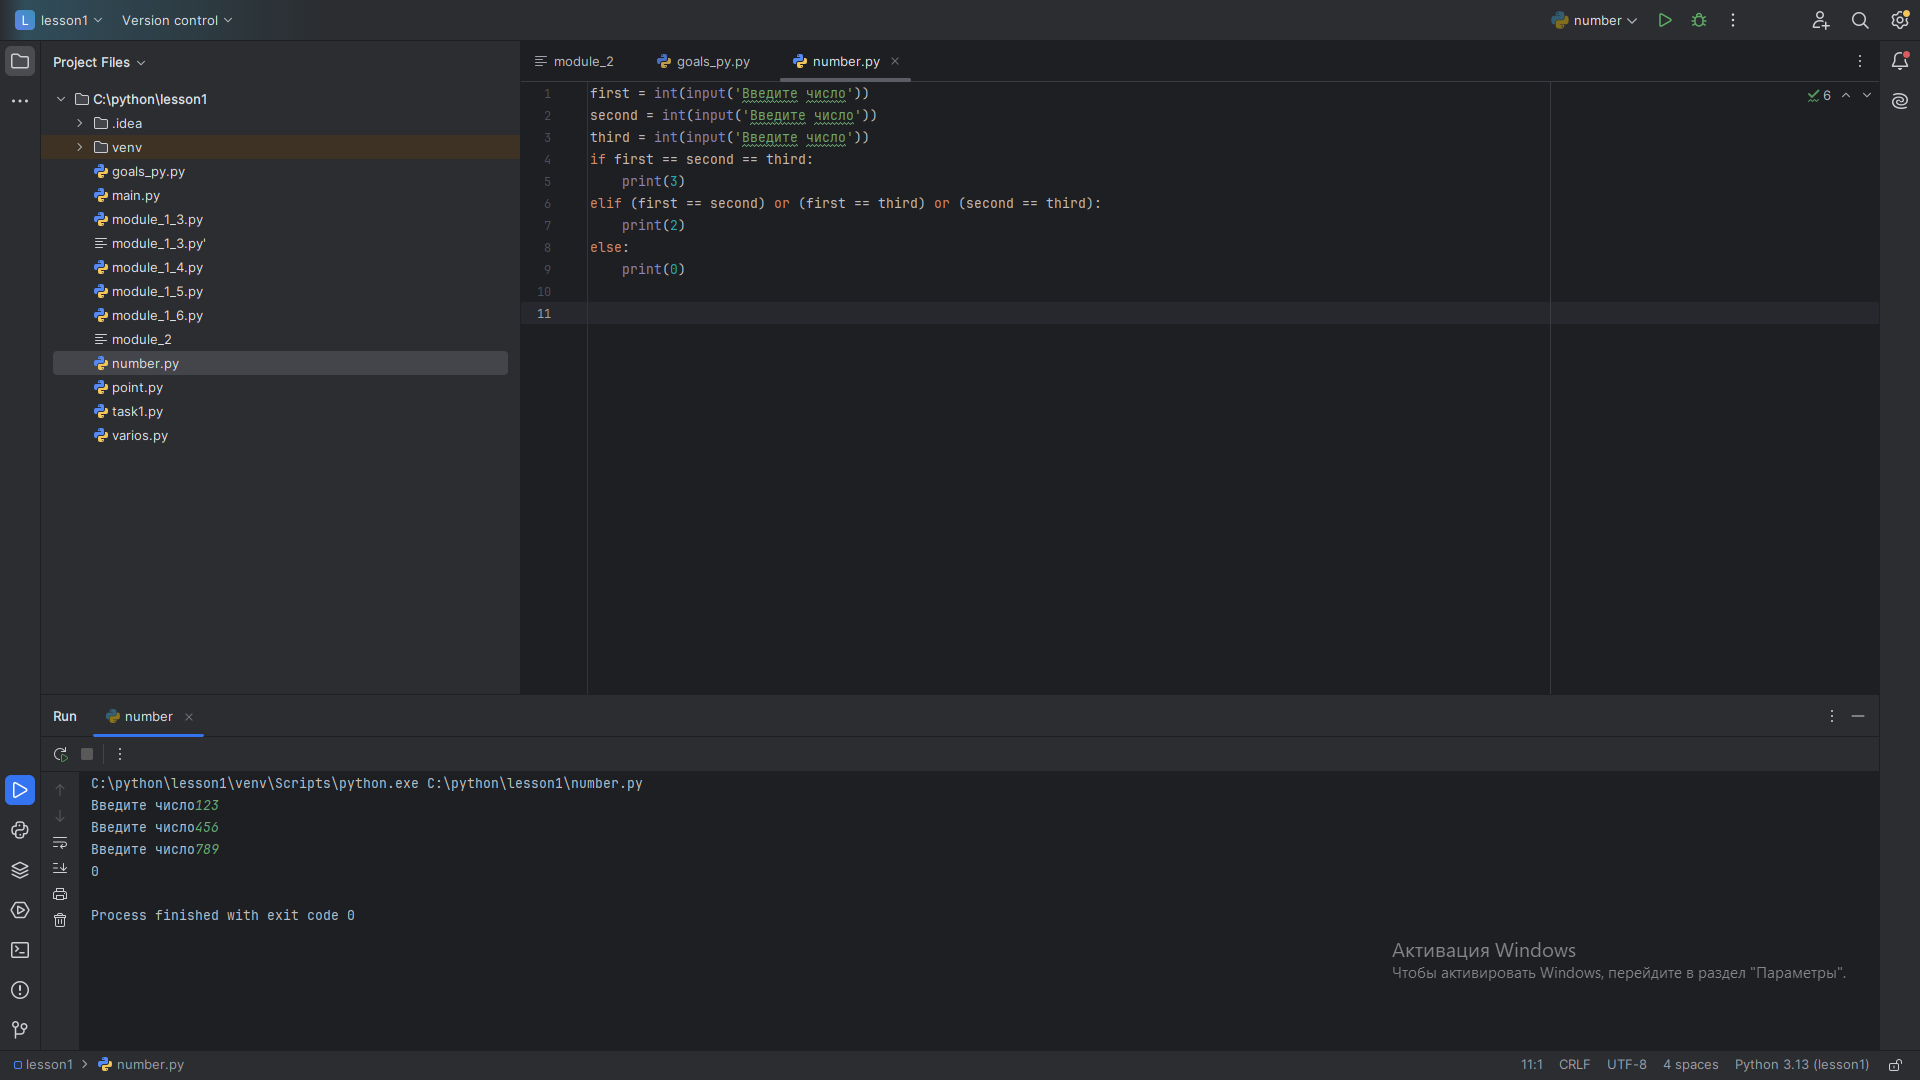 L lesson1 Version control number
Project Files
C:\python\lesson1
.idea
venv
goals_py.py
main.py
module_1_3.py
module_1_3.py'
module_1_4.py
module_1_5.py
module_1_6.py
module_2
number.py
point.py
task1.py
varios.py
module_2 goals_py.py number.py
6
1 first = int(input('Введите число'))
2 second = int(input('Введите число'))
3 third = int(input('Введите число'))
4 if first == second == third:
5     print(3)
6 elif (first == second) or (first == third) or (second == third):
7     print(2)
8 else:
9     print(0)
10
11
Run number
C:\python\lesson1\venv\Scripts\python.exe C:\python\lesson1\number.py
Введите число123
Введите число456
Введите число789
0
Process finished with exit code 0
Активация Windows
Чтобы активировать Windows, перейдите в раздел "Параметры".
lesson1 number.py 11:1 CRLF UTF-8 4 spaces Python 3.13 (lesson1)